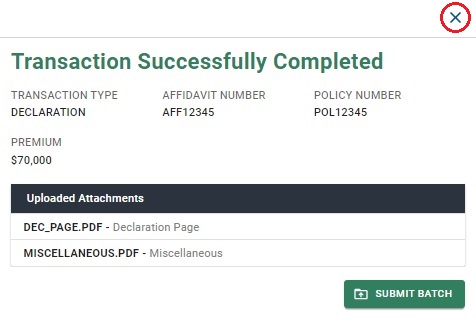 Transaction Successfully Completed
TRANSACTION TYPE AFFIDAVIT NUMBER POLICY NUMBER
DECLARATION AFF12345 POL12345
PREMIUM
$70,000
Uploaded Attachments
DEC_PAGE.PDF - Declaration Page
MISCELLANEOUS.PDF - Miscellaneous
SUBMIT BATCH